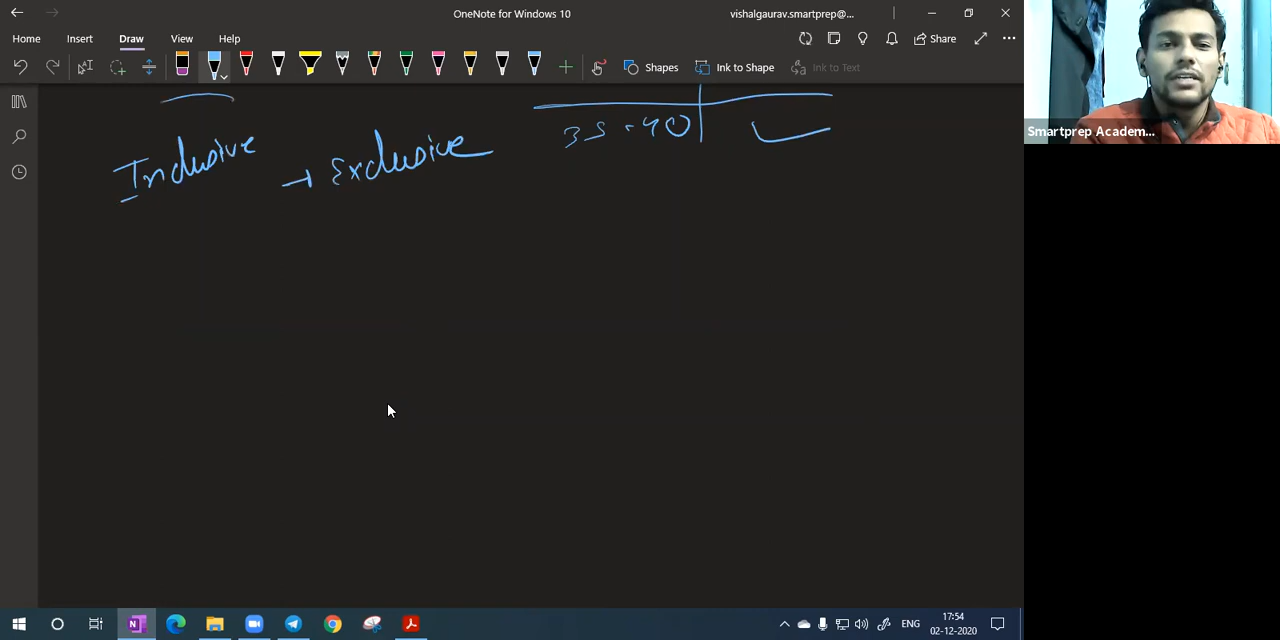 OneNote for Windows 10
vishalgaurav.smartprep@...
Home Insert Draw View Help
Share
Shapes Ink to Shape Ink to Text
Smartprep Academ...
35-40
Inclusive → Exclusive
ENG
17:54
02-12-2020